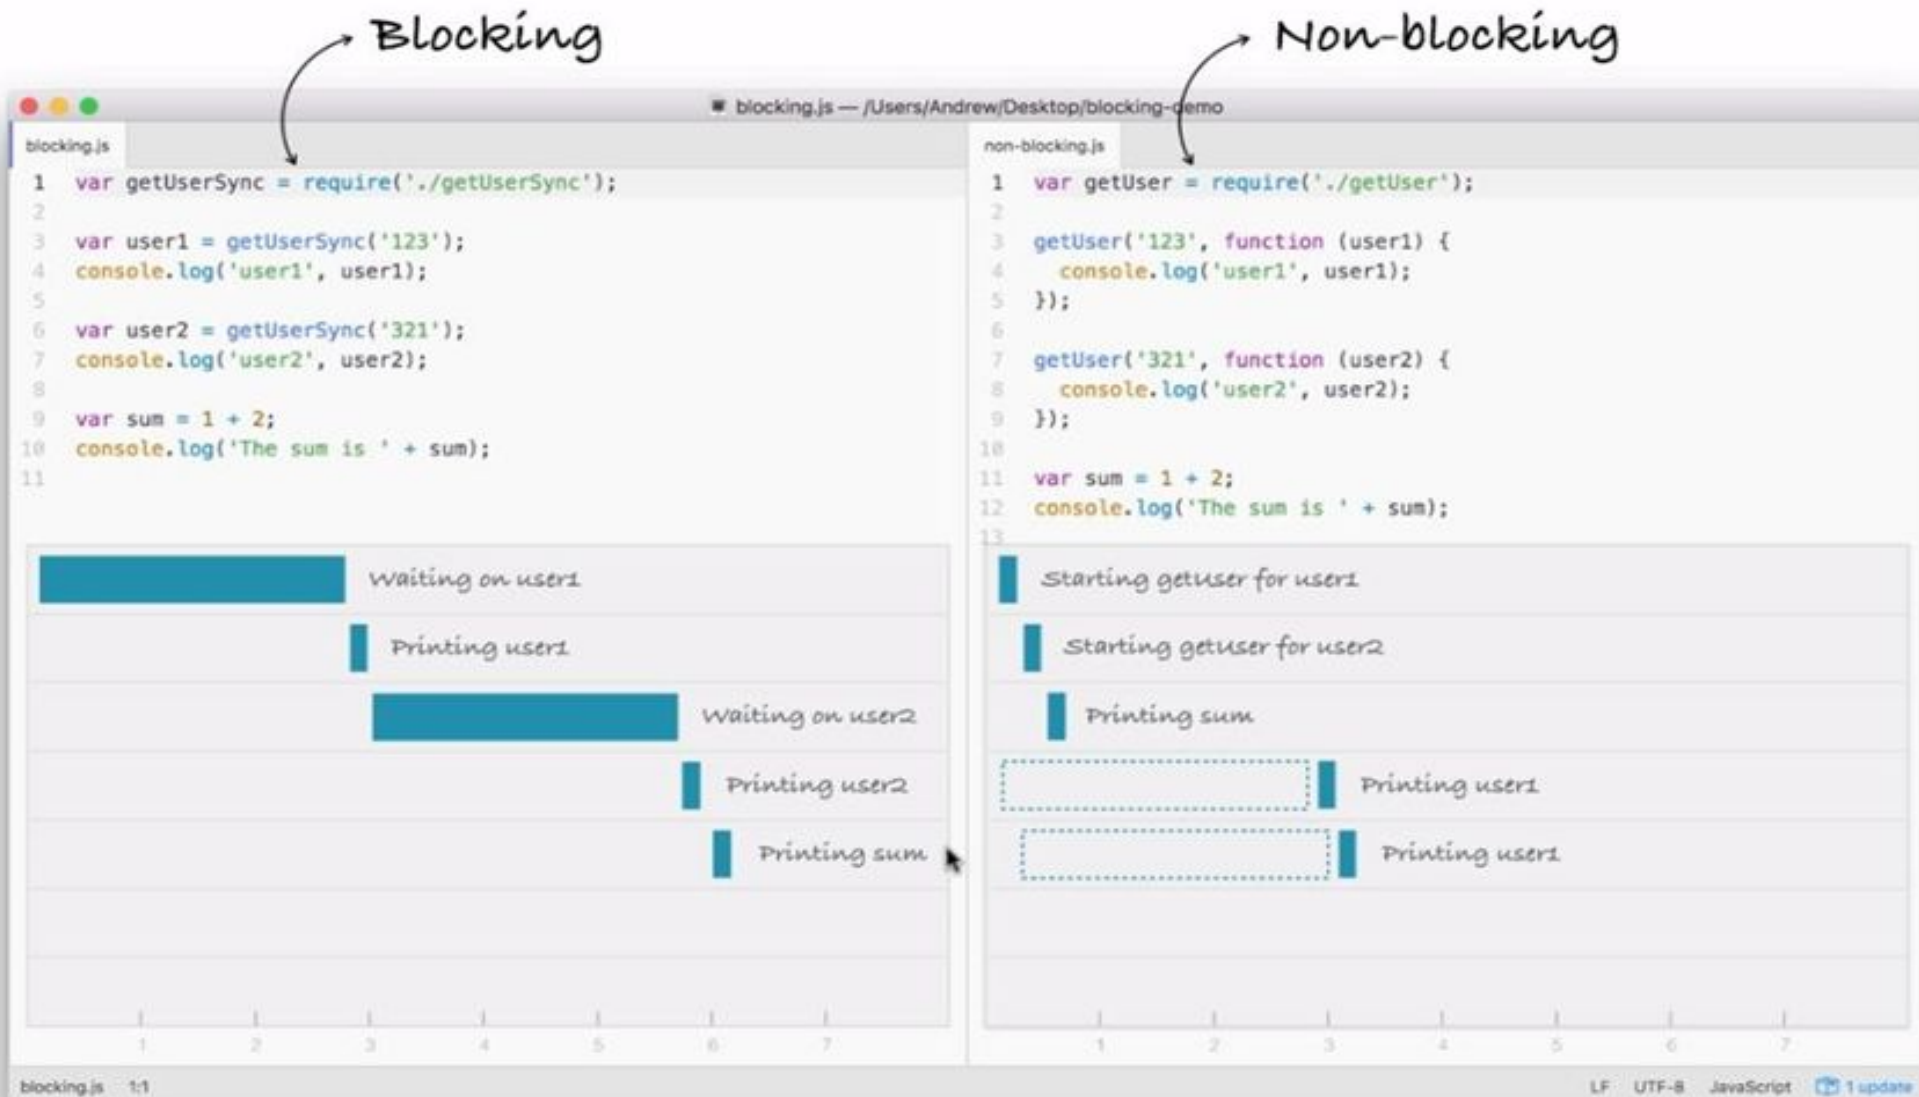 Blocking
Non-blocking
blocking.js — /Users/Andrew/Desktop/blocking-demo
blocking.js
1 var getUserSync = require('./getUserSync');
2
3 var user1 = getUserSync('123');
4 console.log('user1', user1);
5
6 var user2 = getUserSync('321');
7 console.log('user2', user2);
8
9 var sum = 1 + 2;
10 console.log('The sum is ' + sum);
11
Waiting on user1
Printing user1
Waiting on user2
Printing user2
Printing sum
1 2 3 4 5 6 7
non-blocking.js
1 var getUser = require('./getUser');
2
3 getUser('123', function (user1) {
4 console.log('user1', user1);
5 });
6
7 getUser('321', function (user2) {
8 console.log('user2', user2);
9 });
10
11 var sum = 1 + 2;
12 console.log('The sum is ' + sum);
13
Starting getUser for user1
Starting getUser for user2
Printing sum
Printing user1
Printing user1
1 2 3 4 5 6 7
blocking.js 1:1
LF UTF-8 JavaScript 1 update